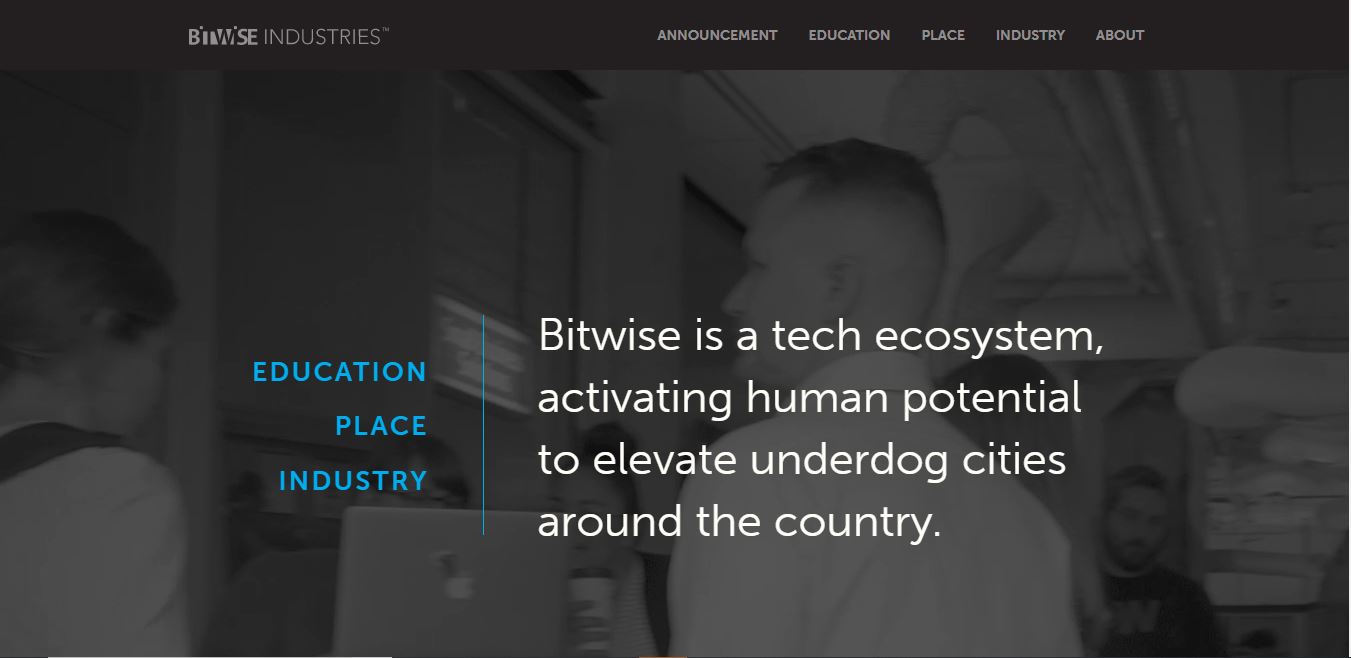 BitWiSE INDUSTRIES™
ANNOUNCEMENT EDUCATION PLACE INDUSTRY ABOUT
EDUCATION
PLACE
INDUSTRY
Bitwise is a tech ecosystem,
activating human potential
to elevate underdog cities
around the country.
W